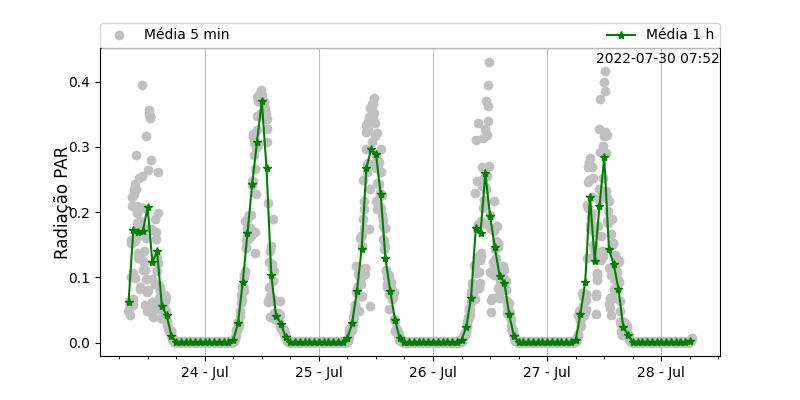 Média 5 min
Média 1 h
2022-07-30 07:52
Radiação PAR
0.4
0.3
0.2
0.1
0.0
24 - Jul
25 - Jul
26 - Jul
27 - Jul
28 - Jul